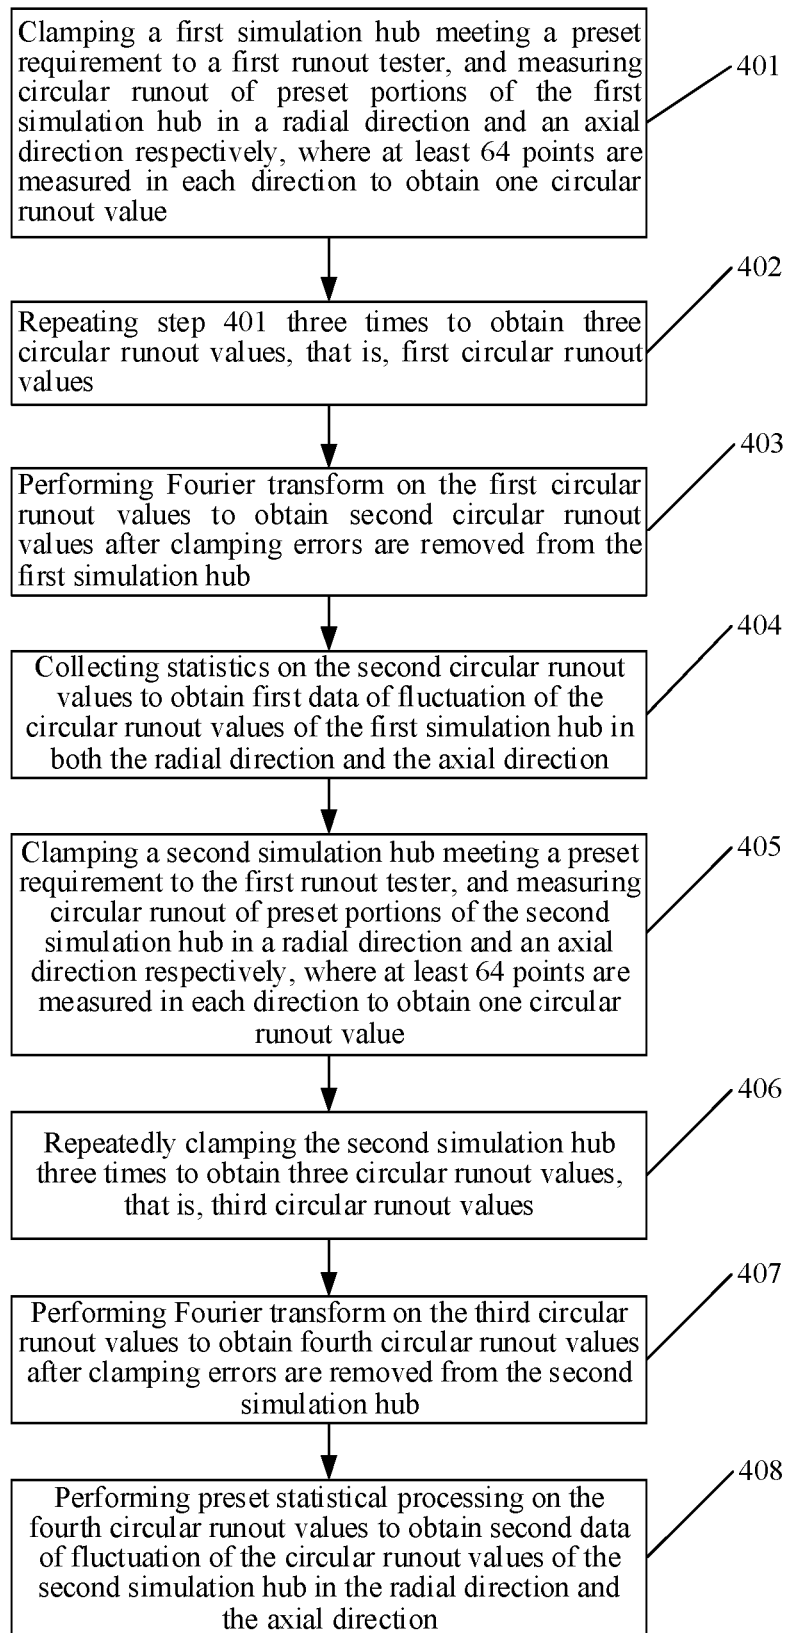 Clamping a first simulation hub meeting a preset
requirement to a first runout tester, and measuring
circular runout of preset portions of the first
simulation hub in a radial direction and an axial
direction respectively, where at least 64 points are
measured in each direction to obtain one circular
runout value
401
Repeating step 401 three times to obtain three
circular runout values, that is, first circular runout
values
402
Performing Fourier transform on the first circular
runout values to obtain second circular runout
values after clamping errors are removed from the
first simulation hub
403
Collecting statistics on the second circular runout
values to obtain first data of fluctuation of the
circular runout values of the first simulation hub in
both the radial direction and the axial direction
404
Clamping a second simulation hub meeting a preset
requirement to the first runout tester, and measuring
circular runout of preset portions of the second
simulation hub in a radial direction and an axial
direction respectively, where at least 64 points are
measured in each direction to obtain one circular
runout value
405
Repeatedly clamping the second simulation hub
three times to obtain three circular runout values,
that is, third circular runout values
406
Performing Fourier transform on the third circular
runout values to obtain fourth circular runout values
after clamping errors are removed from the second
simulation hub
407
Performing preset statistical processing on the
fourth circular runout values to obtain second data
of fluctuation of the circular runout values of the
second simulation hub in the radial direction and
the axial direction
408